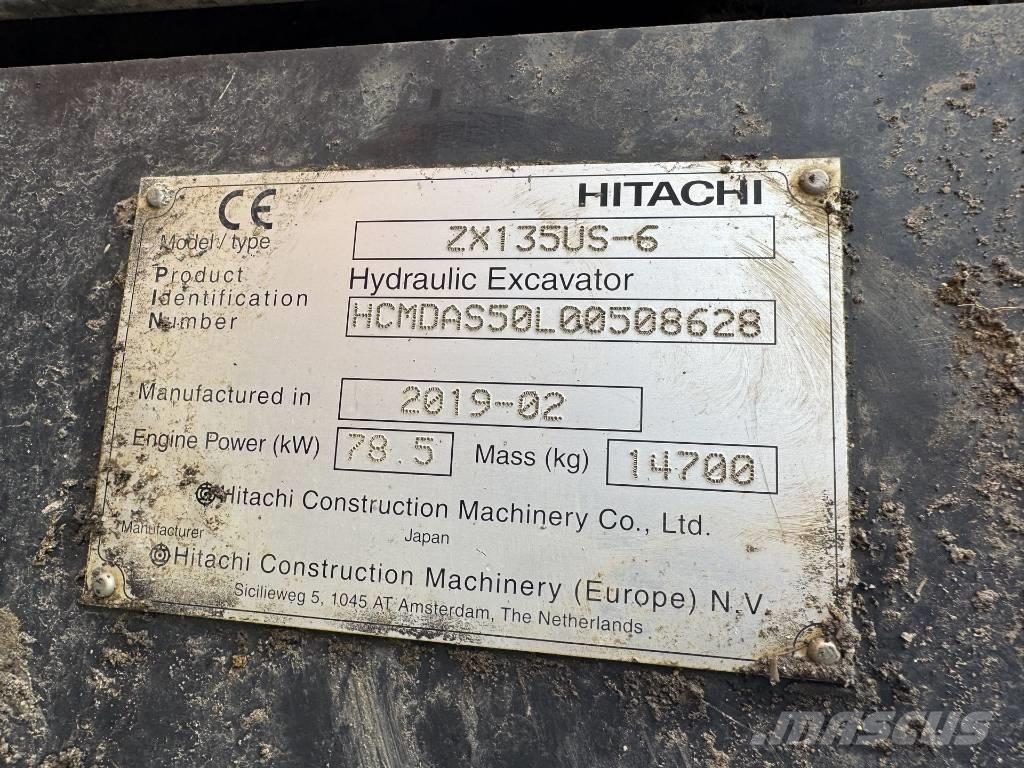 CE HITACHI
Model/type ZX135US-6
Product Hydraulic Excavator
Identification
Number HCMDAS50L00508628
Manufactured in 2019-02
Engine Power (kW) 78.5 Mass (kg) 14700
Hitachi Construction Machinery Co., Ltd.
Manufacturer Japan
Hitachi Construction Machinery (Europe) N.V.
Sicilieweg 5, 1045 AT Amsterdam, The Netherlands
MASCUS